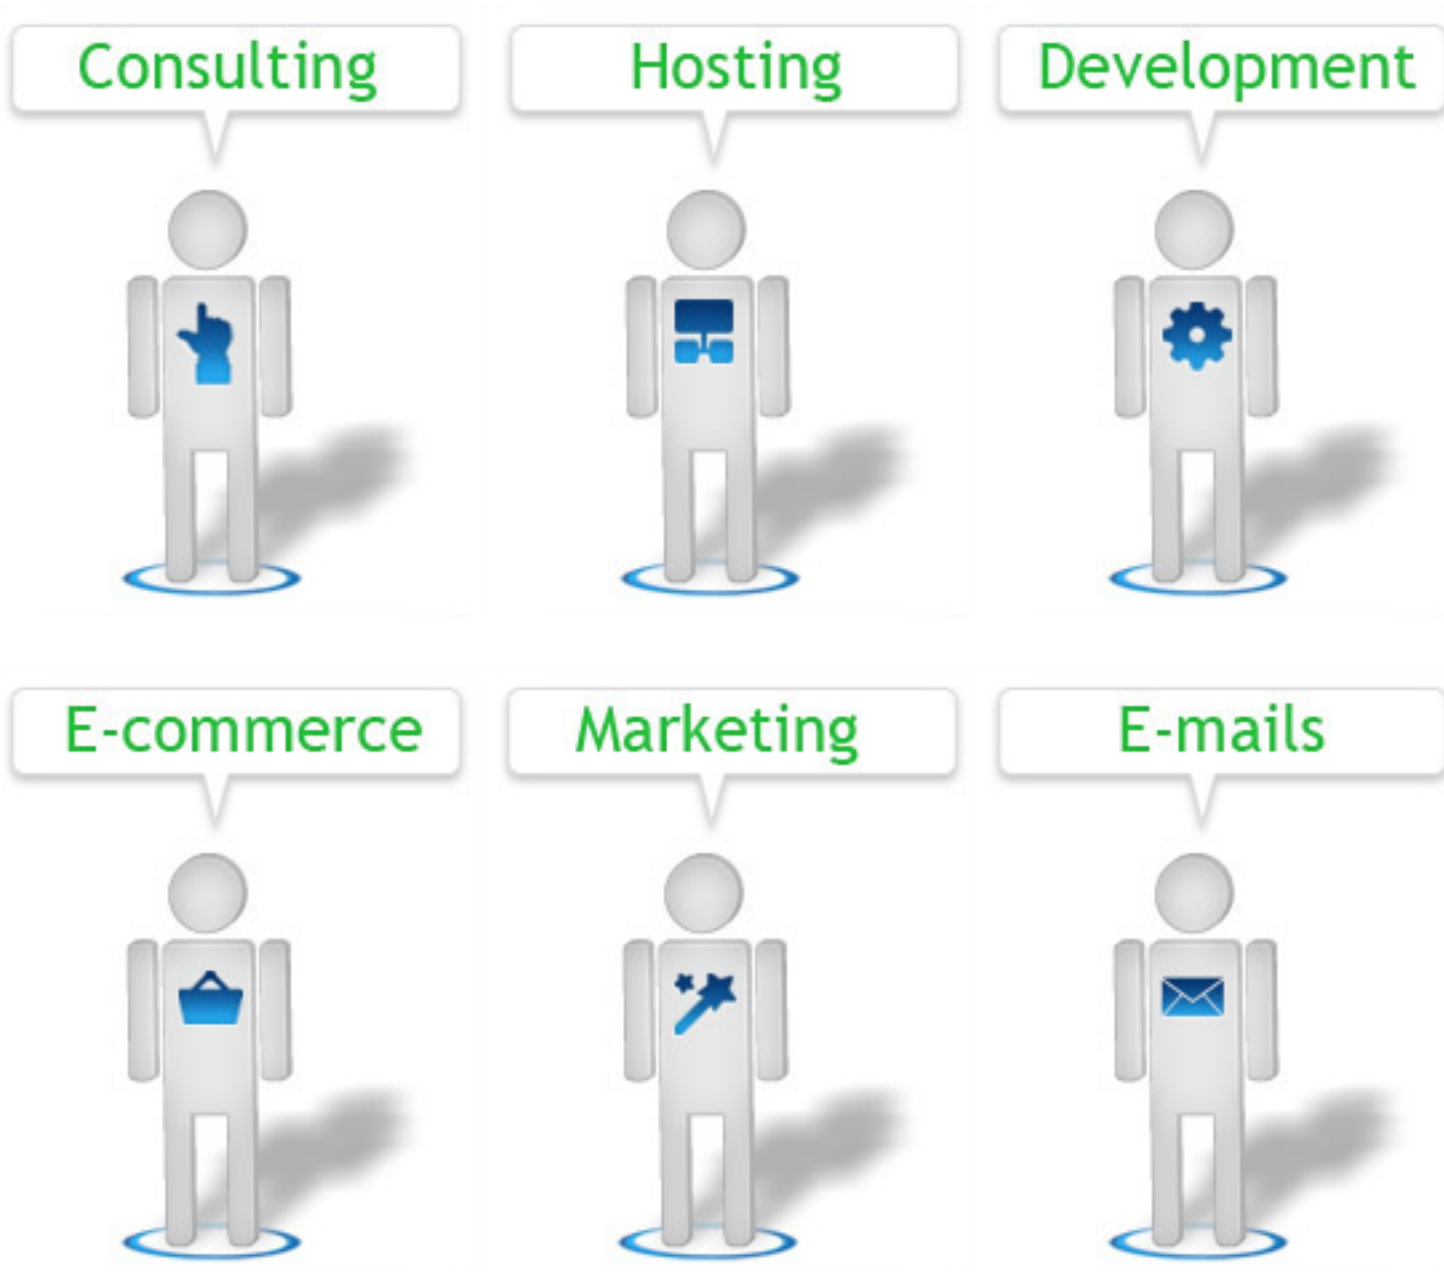 Consulting
Hosting
Development
E-commerce
Marketing
E-mails